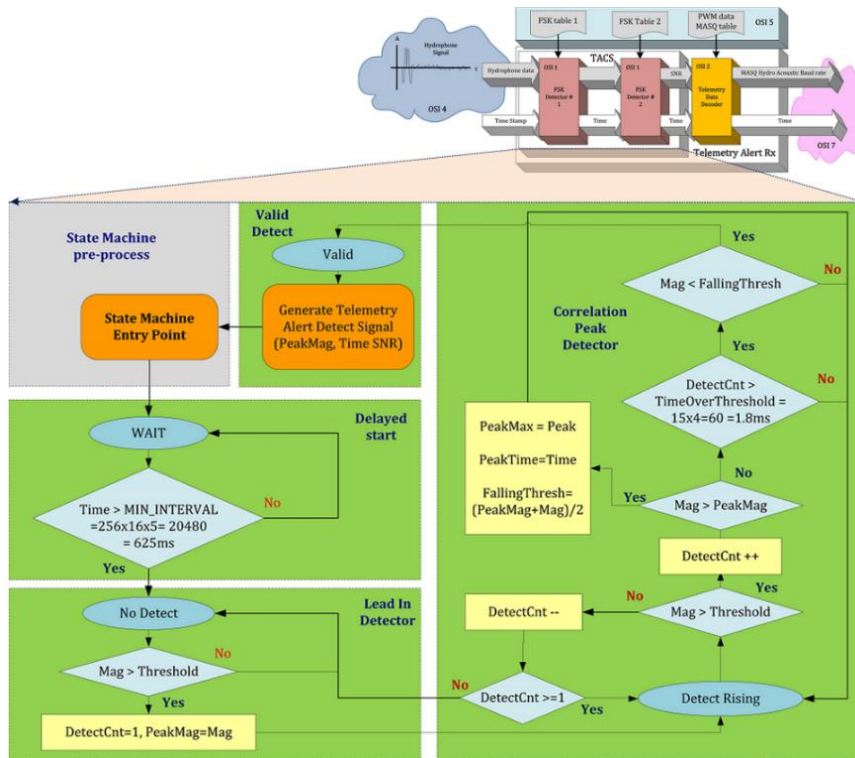 FSK table 1
FSK Table 2
PWM data
MASQ table
OSI 5
A
Hydrophone
Signal
t
OSI 4
TACS
Hydrophone data
OSI 1
FSK
Detector #
1
OSI 1
FSK
Detector #
2
SNR
OSI 2
Telemetry
Data
Decoder
MASQ Hydro Acoustic Baud rate
Time Stamp
Time
Time
Time
OSI 7
Telemetry Alert Rx
State Machine
pre-process
State Machine
Entry Point
Valid
Detect
Valid
Generate Telemetry
Alert Detect Signal
(PeakMag, Time SNR)
Delayed
start
WAIT
Time > MIN_INTERVAL
=256x16x5= 20480
= 625ms
No
Yes
Lead In
Detector
No Detect
Mag > Threshold
No
Yes
DetectCnt=1, PeakMag=Mag
Correlation
Peak
Detector
Yes
Mag < FallingThresh
No
Yes
DetectCnt >
TimeOverThreshold =
15x4=60 =1.8ms
No
No
PeakMax = Peak
PeakTime=Time
FallingThresh=
(PeakMag+Mag)/2
Yes
Mag > PeakMag
DetectCnt ++
Yes
Mag > Threshold
No
DetectCnt --
No
DetectCnt >=1
Yes
Detect Rising